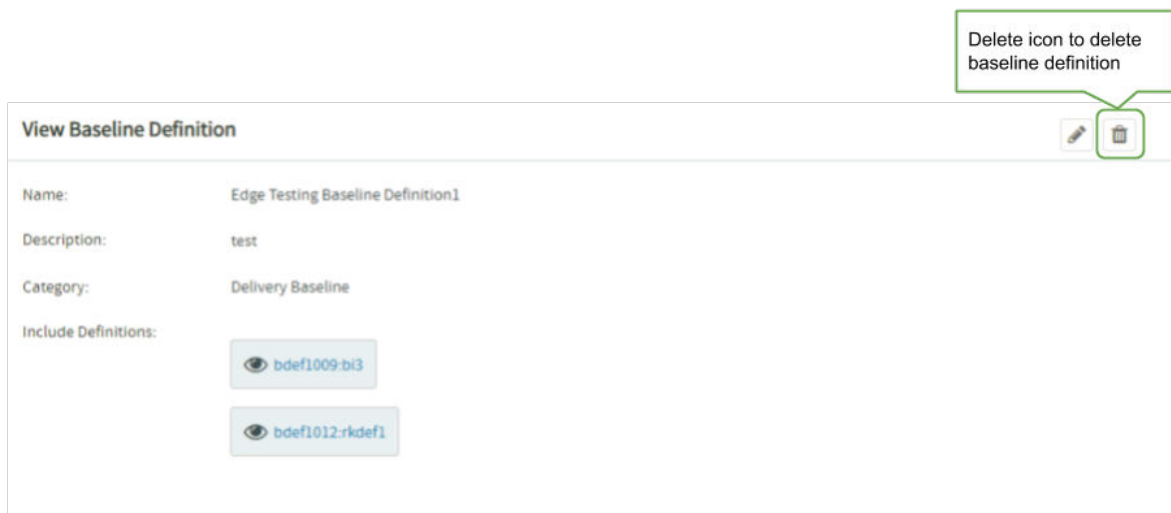 Delete icon to delete
baseline definition
View Baseline Definition
Name: Edge Testing Baseline Definition1
Description: test
Category: Delivery Baseline
Include Definitions:
bdef1009:bi3
bdef1012:rkdef1